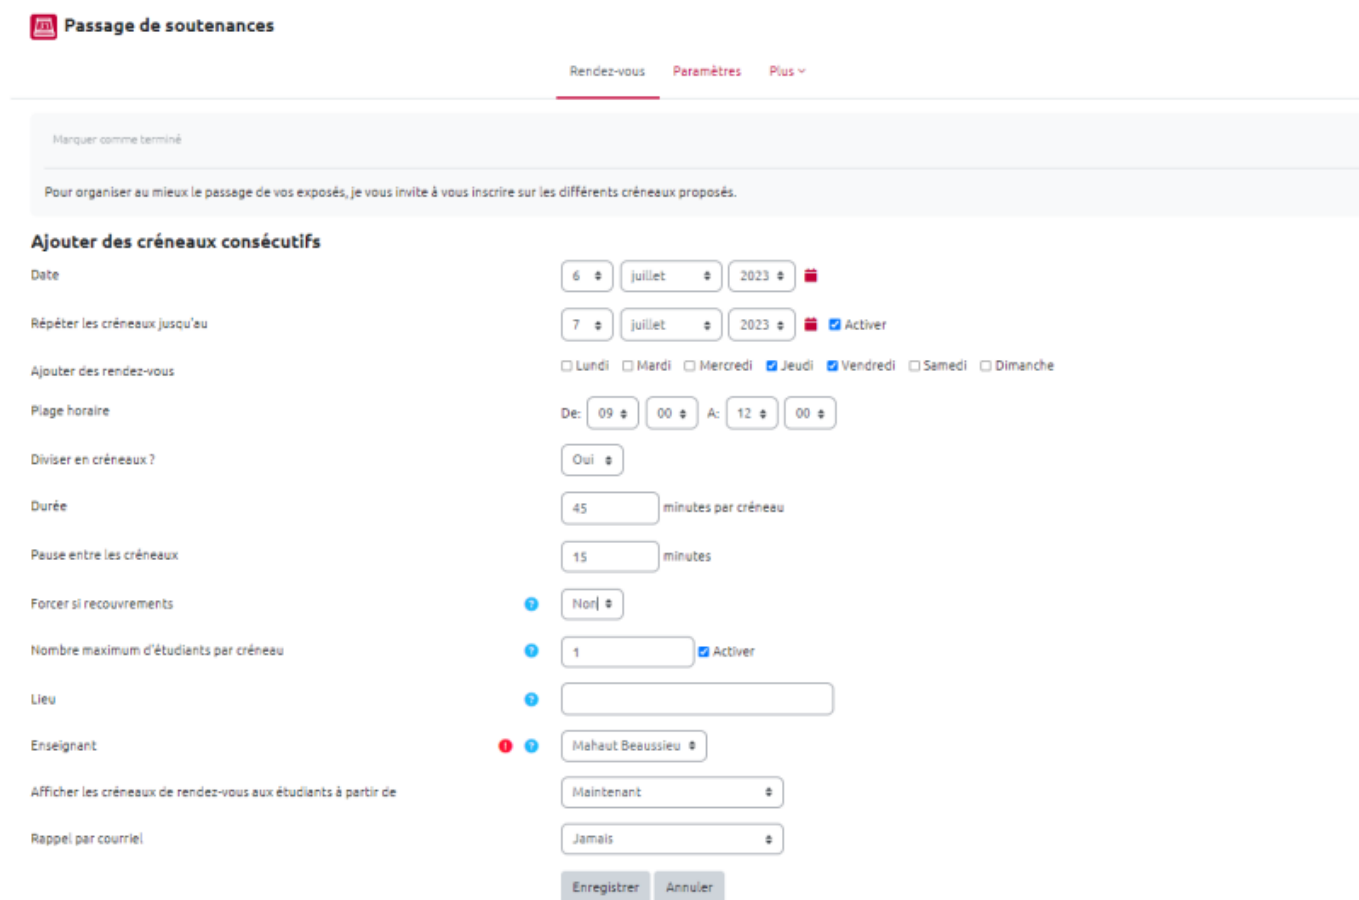 Passage de soutenances
Rendez-vous Paramètres Plus
Marquer comme terminé
Pour organiser au mieux le passage de vos exposés, je vous invite à vous inscrire sur les différents créneaux proposés.
Ajouter des créneaux consécutifs
Date 6 juillet 2023
Répéter les créneaux jusqu'au 7 juillet 2023 Activer
Ajouter des rendez-vous Lundi Mardi Mercredi Jeudi Vendredi Samedi Dimanche
Plage horaire De: 09 00 A: 12 00
Diviser en créneaux ? Oui
Durée 45 minutes par créneau
Pause entre les créneaux 15 minutes
Forcer si recouvrements ? Non
Nombre maximum d'étudiants par créneau ? 1 Activer
Lieu ?
Enseignant ! ? Mahaut Beaussieu
Afficher les créneaux de rendez-vous aux étudiants à partir de Maintenant
Rappel par courriel Jamais
Enregistrer Annuler